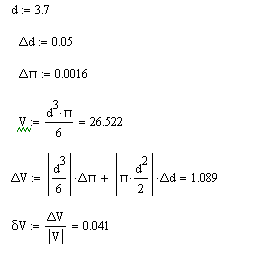 d := 3.7
Δd := 0.05
Δπ := 0.0016
V := d³·π / 6 = 26.522
ΔV := |d³/6|·Δπ + |π·d²/2|·Δd = 1.089
δV := ΔV / |V| = 0.041